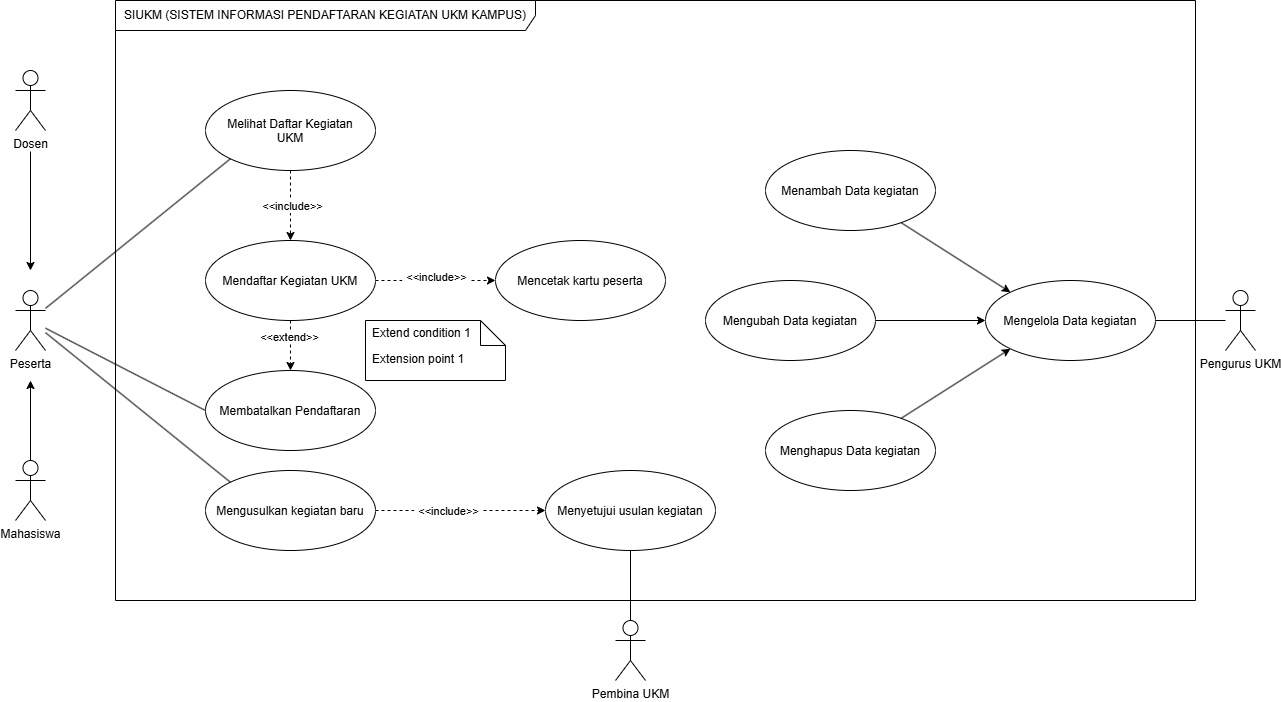 SIUKM (SISTEM INFORMASI PENDAFTARAN KEGIATAN UKM KAMPUS)
Dosen
Melihat Daftar Kegiatan
UKM
<<include>>
Menambah Data kegiatan
Mendaftar Kegiatan UKM
<<include>>
Mencetak kartu peserta
Peserta
<<extend>>
Extend condition 1
Extension point 1
Mengubah Data kegiatan
Mengelola Data kegiatan
Pengurus UKM
Membatalkan Pendaftaran
Menghapus Data kegiatan
Mahasiswa
Mengusulkan kegiatan baru
<<include>>
Menyetujui usulan kegiatan
Pembina UKM